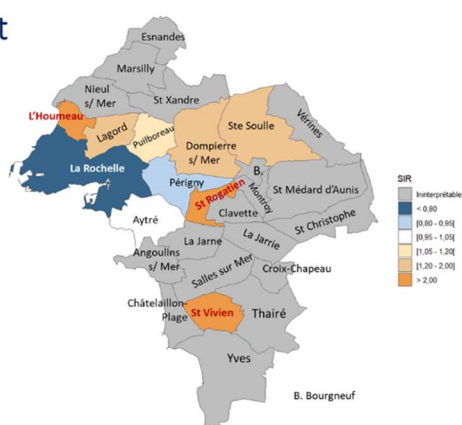 t
Esnandes
Marsilly
Nieul
s/ Mer
St Xandre
L'Houmeau
Lagord
Puilboreau
Dompierre
s/ Mer
Ste Soulle
Vérines
La Rochelle
Périgny
St Rogatien
B.
Montroy
St Médard d'Aunis
Clavette
St Christophe
Aytré
La Jarne
La Jarrie
Angoulins
s/ Mer
Salles sur Mer
Croix-Chapeau
Châtelaillon-
Plage
St Vivien
Thairé
Yves
B. Bourgneuf
SIR
Ininterprétable
< 0,80
[0,80 - 0,95[
[0,95 - 1,05]
[1,05 - 1,20[
[1,20 - 2,00]
> 2,00